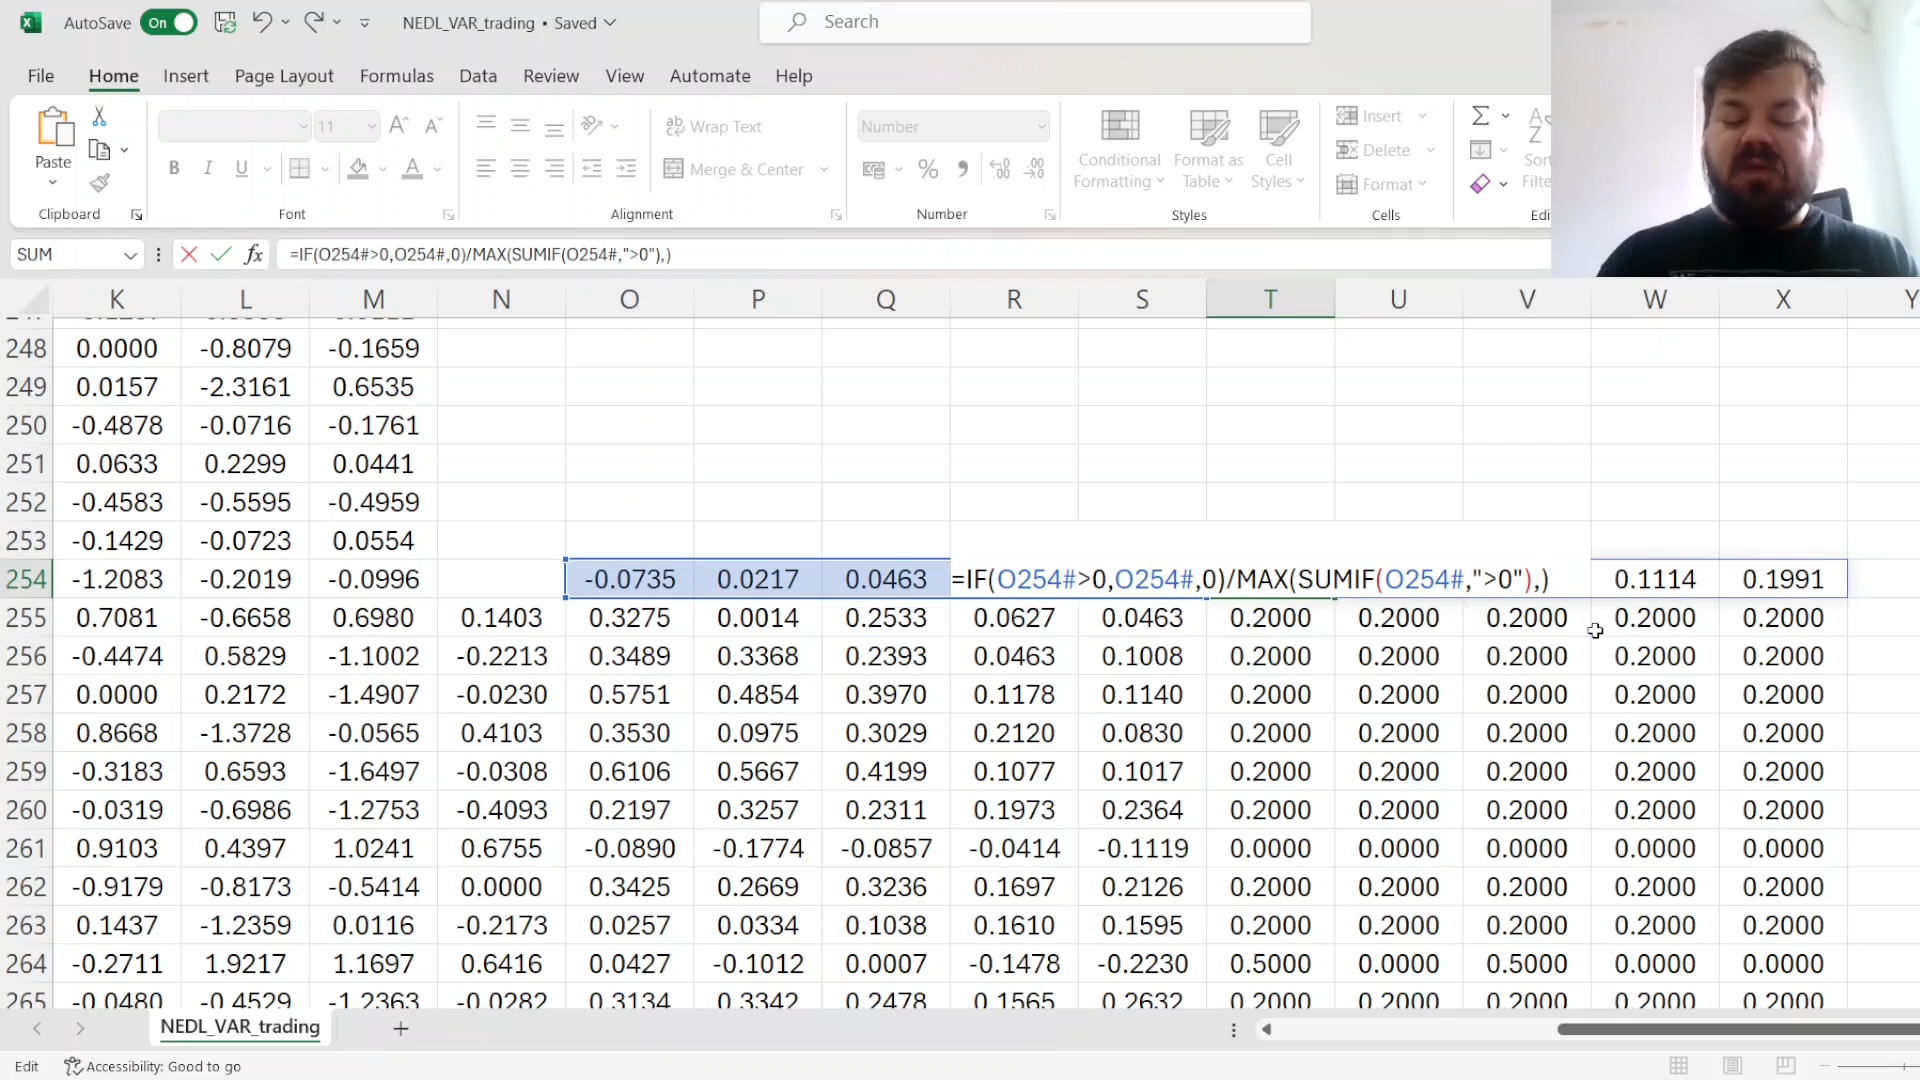 AutoSave On NEDL_VAR_trading • Saved Search
File Home Insert Page Layout Formulas Data Review View Automate Help
Paste 11 Wrap Text Merge & Center Number Conditional Formatting Format as Table Cell Styles Insert Delete Format
B I U
Clipboard Font Alignment Number Styles Cells
SUM fx =IF(O254#>0,O254#,0)/MAX(SUMIF(O254#,">0"),)
K L M N O P Q R S T U V W X Y
248 0.0000 -0.8079 -0.1659
249 0.0157 -2.3161 0.6535
250 -0.4878 -0.0716 -0.1761
251 0.0633 0.2299 0.0441
252 -0.4583 -0.5595 -0.4959
253 -0.1429 -0.0723 0.0554
254 -1.2083 -0.2019 -0.0996 -0.0735 0.0217 0.0463 =IF(O254#>0,O254#,0)/MAX(SUMIF(O254#,">0"),) 0.1114 0.1991
255 0.7081 -0.6658 0.6980 0.1403 0.3275 0.0014 0.2533 0.0627 0.0463 0.2000 0.2000 0.2000 0.2000 0.2000
256 -0.4474 0.5829 -1.1002 -0.2213 0.3489 0.3368 0.2393 0.0463 0.1008 0.2000 0.2000 0.2000 0.2000 0.2000
257 0.0000 0.2172 -1.4907 -0.0230 0.5751 0.4854 0.3970 0.1178 0.1140 0.2000 0.2000 0.2000 0.2000 0.2000
258 0.8668 -1.3728 -0.0565 0.4103 0.3530 0.0975 0.3029 0.2120 0.0830 0.2000 0.2000 0.2000 0.2000 0.2000
259 -0.3183 0.6593 -1.6497 -0.0308 0.6106 0.5667 0.4199 0.1077 0.1017 0.2000 0.2000 0.2000 0.2000 0.2000
260 -0.0319 -0.6986 -1.2753 -0.4093 0.2197 0.3257 0.2311 0.1973 0.2364 0.2000 0.2000 0.2000 0.2000 0.2000
261 0.9103 0.4397 1.0241 0.6755 -0.0890 -0.1774 -0.0857 -0.0414 -0.1119 0.0000 0.0000 0.0000 0.0000 0.0000
262 -0.9179 -0.8173 -0.5414 0.0000 0.3425 0.2669 0.3236 0.1697 0.2126 0.2000 0.2000 0.2000 0.2000 0.2000
263 0.1437 -1.2359 0.0116 -0.2173 0.0257 0.0334 0.1038 0.1610 0.1595 0.2000 0.2000 0.2000 0.2000 0.2000
264 -0.2711 1.9217 1.1697 0.6416 0.0427 -0.1012 0.0007 -0.1478 -0.2230 0.5000 0.0000 0.5000 0.0000 0.0000
265 -0.0480 -0.4529 -1.2363 -0.0282 0.3134 0.3342 0.2478 0.1565 0.2632 0.2000 0.2000 0.2000 0.2000 0.2000
NEDL_VAR_trading
Edit Accessibility: Good to go